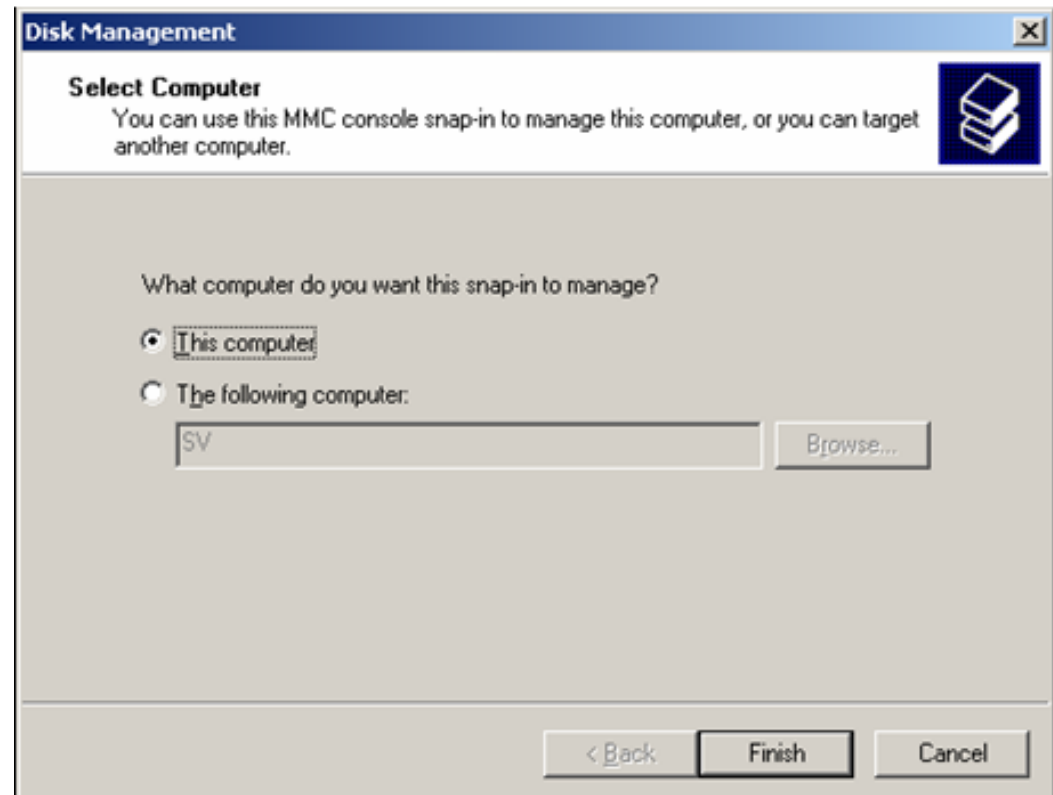 Disk Management
Select Computer
You can use this MMC console snap-in to manage this computer, or you can target
another computer.
What computer do you want this snap-in to manage?
This computer
The following computer:
SV
Browse...
< Back
Finish
Cancel